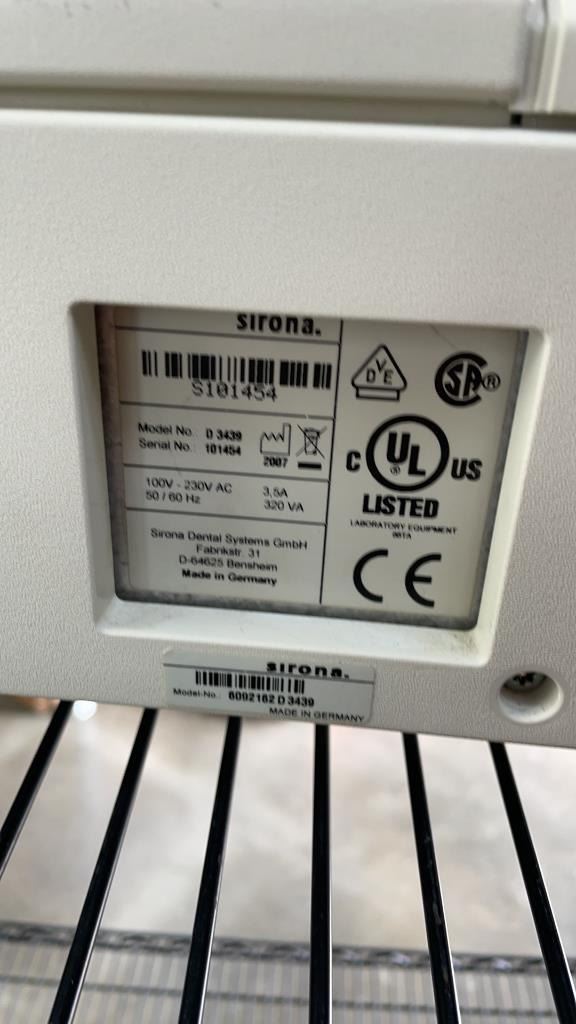 sirona.
S101454
Model No. D 3439
Serial No. 101454
2007
100V - 230V AC 3,5A
50 / 60 Hz 320 VA
Sirona Dental Systems GmbH
Fabrikstr. 31
D-64625 Bensheim
Made in Germany
VDE
SA ®
C UL ® US
LISTED
LABORATORY EQUIPMENT
CE
sirona.
Model-No.: 6092162 D 3439
MADE IN GERMANY